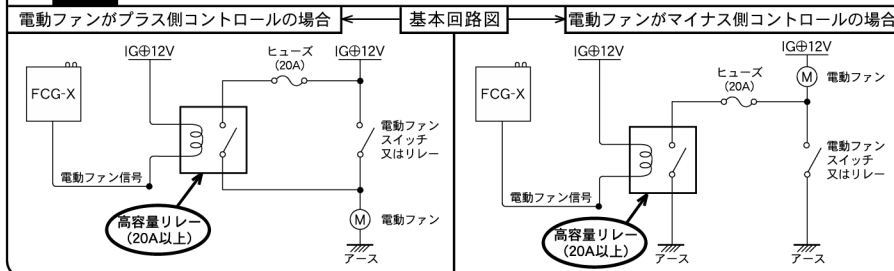 電動ファンがプラス側コントロールの場合
基本回路図
電動ファンがマイナス側コントロールの場合
IG⊕12V
ヒューズ
(20A)
IG⊕12V
FCG-X
電動ファン
スイッチ
又はリレー
電動ファン信号
高容量リレー
(20A以上)
M
電動ファン
アース
IG⊕12V
IG⊕12V
M
電動ファン
ヒューズ
(20A)
FCG-X
電動ファン
スイッチ
又はリレー
電動ファン信号
高容量リレー
(20A以上)
アース
アース